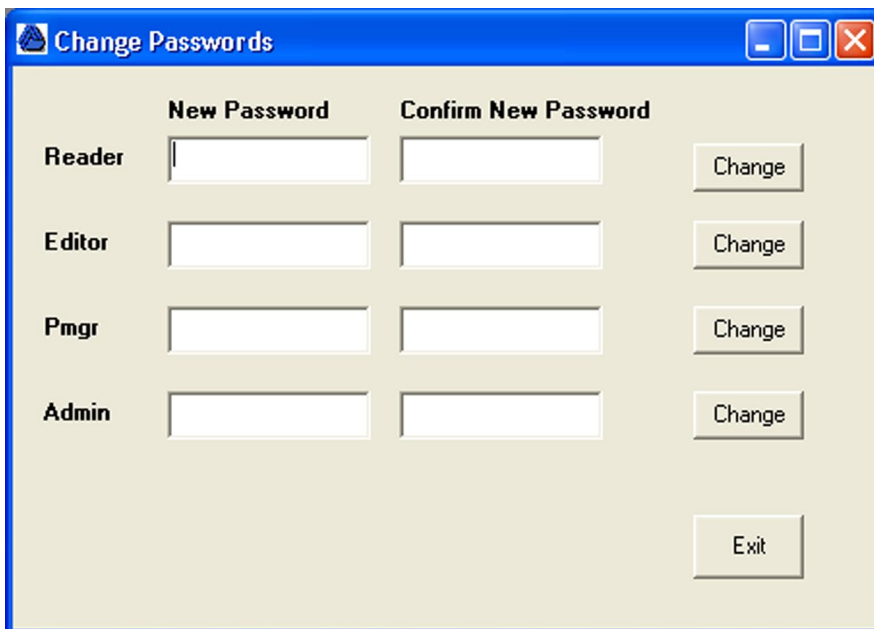 Change Passwords
New Password Confirm New Password
Reader Change
Editor Change
Pmgr Change
Admin Change
Exit